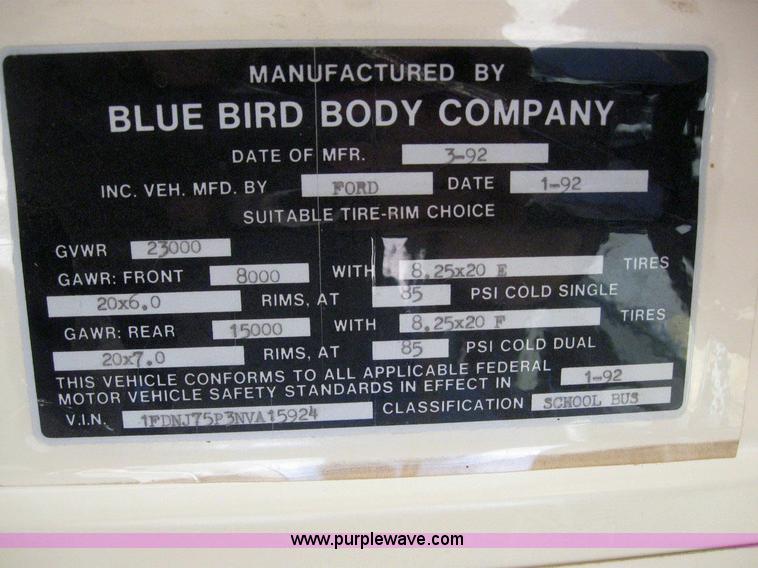 MANUFACTURED BY
BLUE BIRD BODY COMPANY
DATE OF MFR. 3-92
INC. VEH. MFD. BY FORD DATE 1-92
SUITABLE TIRE-RIM CHOICE
GVWR 23000
GAWR: FRONT 8000 WITH 8.25x20 E TIRES
20x6.0 RIMS, AT 85 PSI COLD SINGLE
GAWR: REAR 15000 WITH 8.25x20 F TIRES
20x7.0 RIMS, AT 85 PSI COLD DUAL
THIS VEHICLE CONFORMS TO ALL APPLICABLE FEDERAL
MOTOR VEHICLE SAFETY STANDARDS IN EFFECT IN 1-92
V.I.N. 1FDNJ75P3NVA15924 CLASSIFICATION SCHOOL BUS
www.purplewave.com